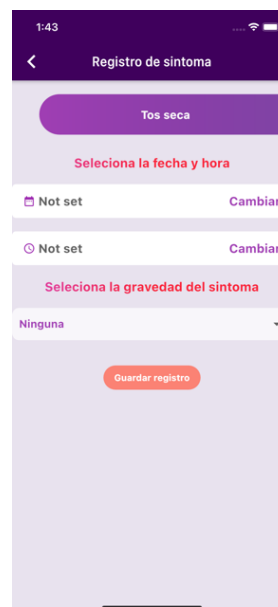 1:43
Registro de sintoma
Tos seca
Seleciona la fecha y hora
Not set Cambiar
Not set Cambiar
Seleciona la gravedad del sintoma
Ninguna
Guardar registro